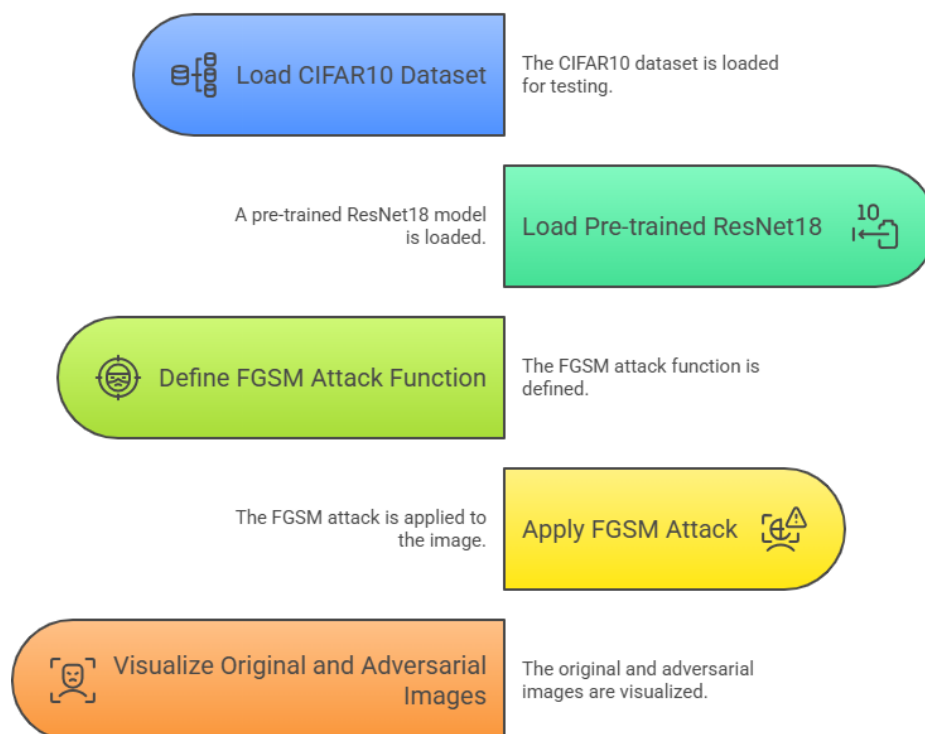 Load CIFAR10 Dataset
The CIFAR10 dataset is loaded
for testing.
A pre-trained ResNet18 model
is loaded.
Load Pre-trained ResNet18
10
Define FGSM Attack Function
The FGSM attack function is
defined.
The FGSM attack is applied to
the image.
Apply FGSM Attack
Visualize Original and Adversarial
Images
The original and adversarial
images are visualized.